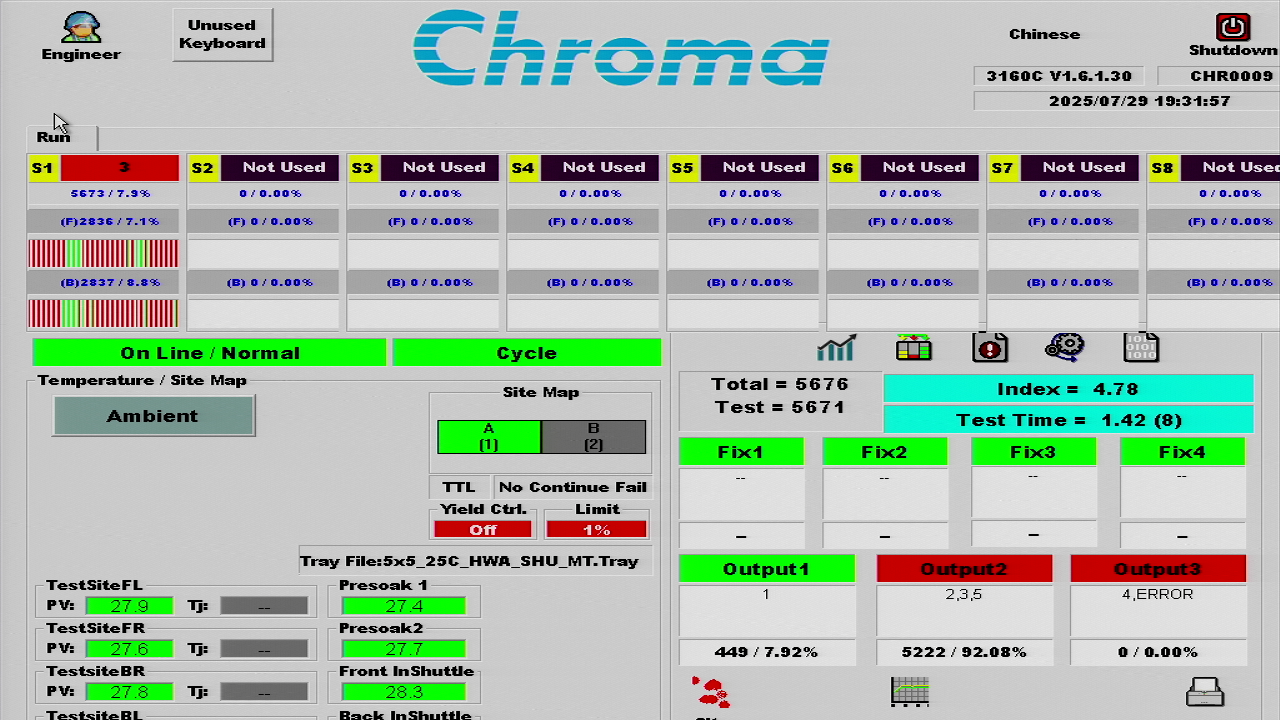 Engineer
Unused
Keyboard
Chroma
Chinese
Shutdown
3160C V1.6.1.30
CHR0009
2025/07/29 19:31:57
Run
S1 3
S2 Not Used
S3 Not Used
S4 Not Used
S5 Not Used
S6 Not Used
S7 Not Used
S8 Not Use
5673 / 7.9%
0 / 0.00%
0 / 0.00%
0 / 0.00%
0 / 0.00%
0 / 0.00%
0 / 0.00%
0 / 0.00%
(F)2836 / 7.1%
(F) 0 / 0.00%
(F) 0 / 0.00%
(F) 0 / 0.00%
(F) 0 / 0.00%
(F) 0 / 0.00%
(F) 0 / 0.00%
(F) 0 / 0.00%
(B)2837 / 8.8%
(B) 0 / 0.00%
(B) 0 / 0.00%
(B) 0 / 0.00%
(B) 0 / 0.00%
(B) 0 / 0.00%
(B) 0 / 0.00%
(B) 0 / 0.00%
On Line / Normal
Cycle
Temperature / Site Map
Ambient
Site Map
A
(1)
B
(2)
TTL
No Continue Fail
Yield Ctrl.
Off
Limit
1%
Tray File:5x5_25C_HWA_SHU_MT.Tray
TestSiteFL
PV: 27.9 Tj: --
TestSiteFR
PV: 27.6 Tj: --
TestsiteBR
PV: 27.8 Tj: --
TestsiteBL
Presoak 1
27.4
Presoak2
27.7
Front InShuttle
28.3
Back InShuttle
Total = 5676
Test = 5671
Index = 4.78
Test Time = 1.42 (8)
Fix1
--
--
Fix2
--
--
Fix3
--
--
Fix4
--
--
Output1
1
449 / 7.92%
Output2
2,3,5
5222 / 92.08%
Output3
4,ERROR
0 / 0.00%